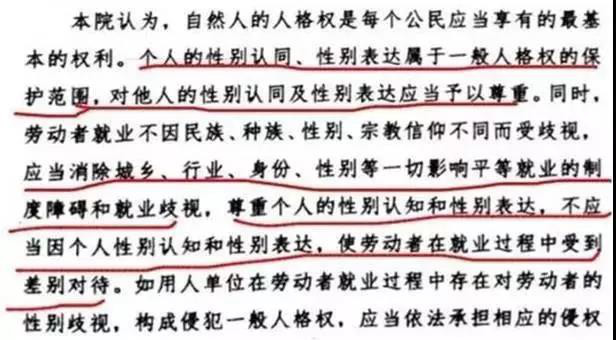 本院认为，自然人的人格权是每个公民应当享有的最基
本的权利。个人的性别认同、性别表达属于一般人格权的保
护范围，对他人的性别认同及性别表达应当予以尊重。同时，
劳动者就业不因民族、种族、性别、宗教信仰不同而受歧视，
应当消除城乡、行业、身份、性别等一切影响平等就业的制
度障碍和就业歧视，尊重个人的性别认知和性别表达，不应
当因个人性别认知和性别表达，使劳动者在就业过程中受到
差别对待。如用人单位在劳动者就业过程中存在对劳动者的
性别歧视，构成侵犯一般人格权，应当依法承担相应的侵权